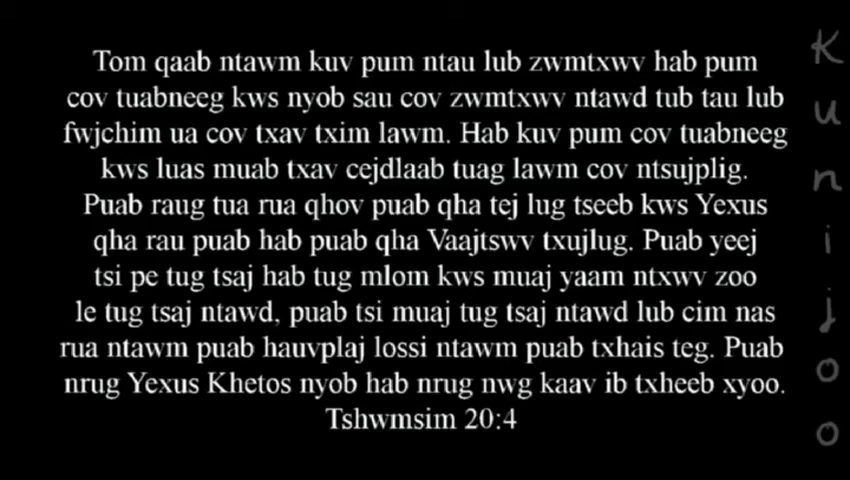 Tom qaab ntawm kuv pum ntau lub zwmtxwv hab pum
cov tuabneeg kws nyob sau cov zwmtxwv ntawd tub tau lub
fwjchim ua cov txav txim lawm. Hab kuv pum cov tuabneeg
kws luas muab txav cejdlaab tuag lawm cov ntsujplig.
Puab raug tua rua qhov puab qha tej lug tseeb kws Yexus
qha rau puab hab puab qha Vaajtswv txujlug. Puab yeej
tsi pe tug tsaj hab tug mlom kws muaj yaam ntxwv zoo
le tug tsaj ntawd, puab tsi muaj tug tsaj ntawd lub cim nas
rua ntawm puab hauvplaj lossi ntawm puab txhais teg. Puab
nrug Yexus Khetos nyob hab nrug nwg kaav ib txheeb xyoo.
Tshwmsim 20:4
Kunijoo